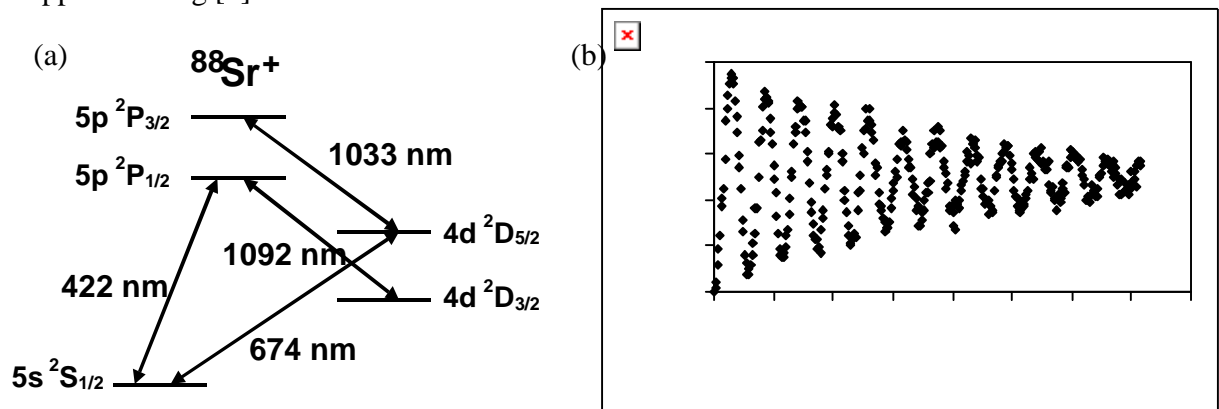 (a)
(b)
⁸⁸Sr⁺
5p ²P₃/₂
1033 nm
5p ²P₁/₂
4d ²D₅/₂
1092 nm
422 nm
4d ²D₃/₂
674 nm
5s ²S₁/₂